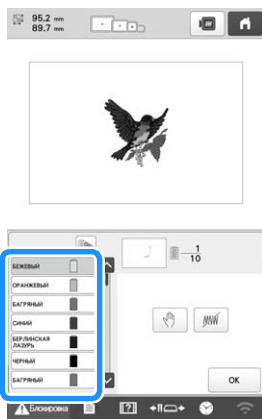 95.2 mm
89.7 mm
1
10
БЕЖЕВЫЙ
ОРАНЖЕВЫЙ
БАГРЯНЫЙ
СИНИЙ
БЕРЛИНСКАЯ
ЛАЗУРЬ
ЧЕРНЫЙ
БАГРЯНЫЙ
OK
Блокировка